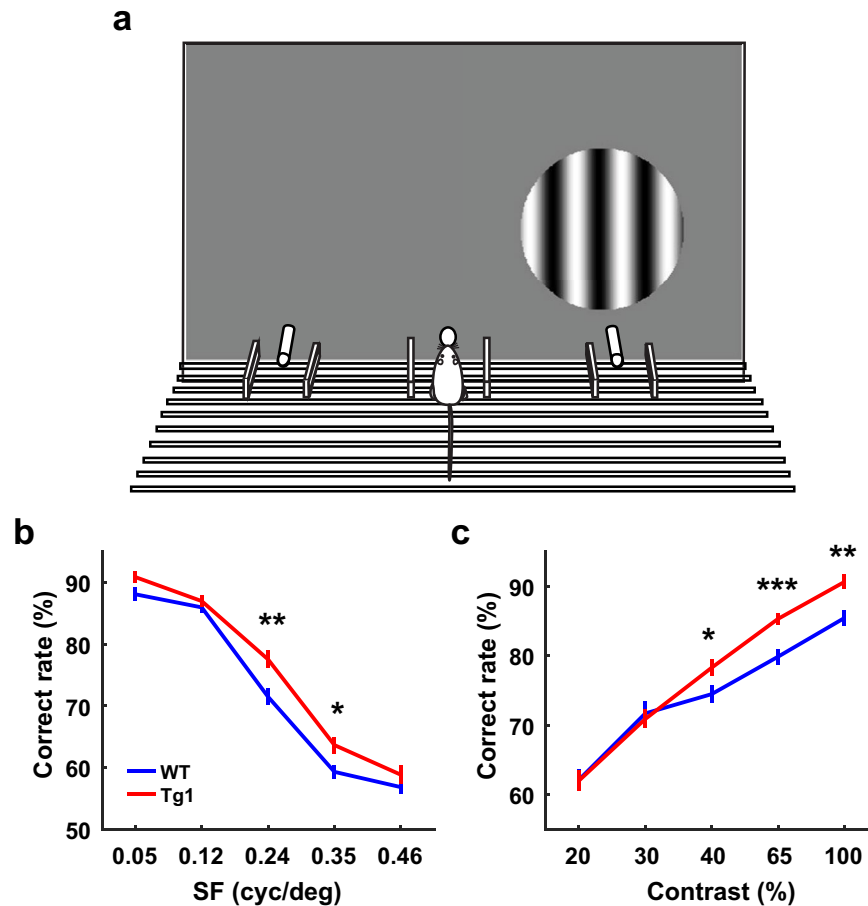 a
b
Correct rate (%)
90
80
70
60
50
**
*
WT
Tg1
0.05 0.12 0.24 0.35 0.46
SF (cyc/deg)
c
Correct rate (%)
90
80
70
60
*
***
**
20 30 40 65 100
Contrast (%)